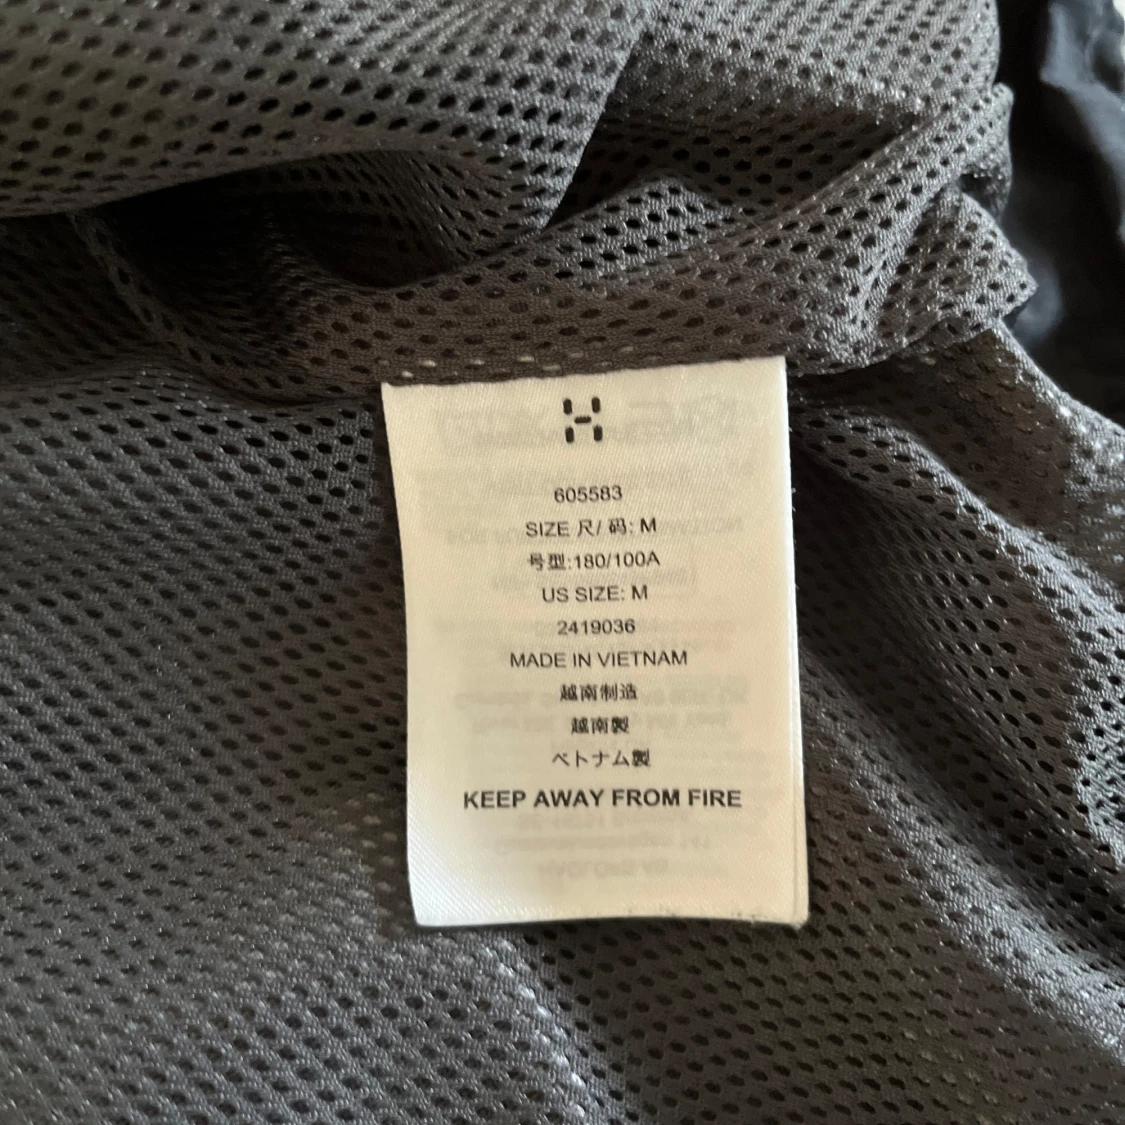 605583
SIZE 尺/ 码: M
号型:180/100A
US SIZE: M
2419036
MADE IN VIETNAM
越南制造
越南製
ベトナム製
KEEP AWAY FROM FIRE